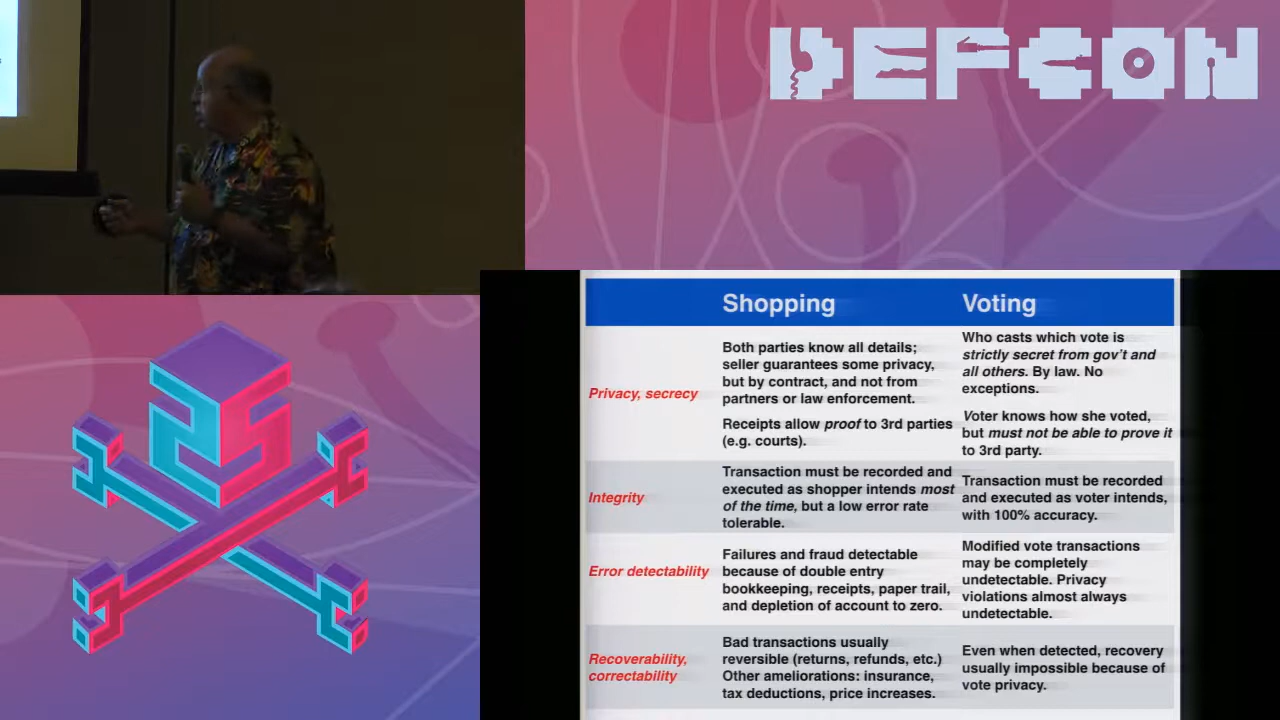 DEFCON
Shopping
Voting
Privacy, secrecy
Both parties know all details;
seller guarantees some privacy,
but by contract, and not from
partners or law enforcement.
Receipts allow proof to 3rd parties
(e.g. courts).
Who casts which vote is
strictly secret from gov't and
all others. By law. No
exceptions.
Voter knows how she voted,
but must not be able to prove it
to 3rd party.
Integrity
Transaction must be recorded and
executed as shopper intends most
of the time, but a low error rate
tolerable.
Transaction must be recorded
and executed as voter intends,
with 100% accuracy.
Error detectability
Failures and fraud detectable
because of double entry
bookkeeping, receipts, paper trail,
and depletion of account to zero.
Modified vote transactions
may be completely
undetectable. Privacy
violations almost always
undetectable.
Recoverability,
correctability
Bad transactions usually
reversible (returns, refunds, etc.)
Other ameliorations: insurance,
tax deductions, price increases.
Even when detected, recovery
usually impossible because of
vote privacy.